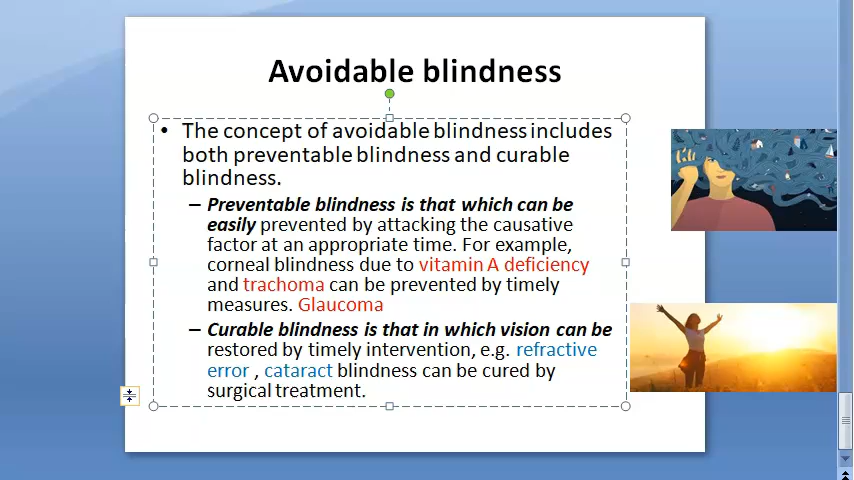 Avoidable blindness
• The concept of avoidable blindness includes
both preventable blindness and curable
blindness.
– Preventable blindness is that which can be
easily prevented by attacking the causative
factor at an appropriate time. For example,
corneal blindness due to vitamin A deficiency
and trachoma can be prevented by timely
measures. Glaucoma
– Curable blindness is that in which vision can be
restored by timely intervention, e.g. refractive
error , cataract blindness can be cured by
surgical treatment.